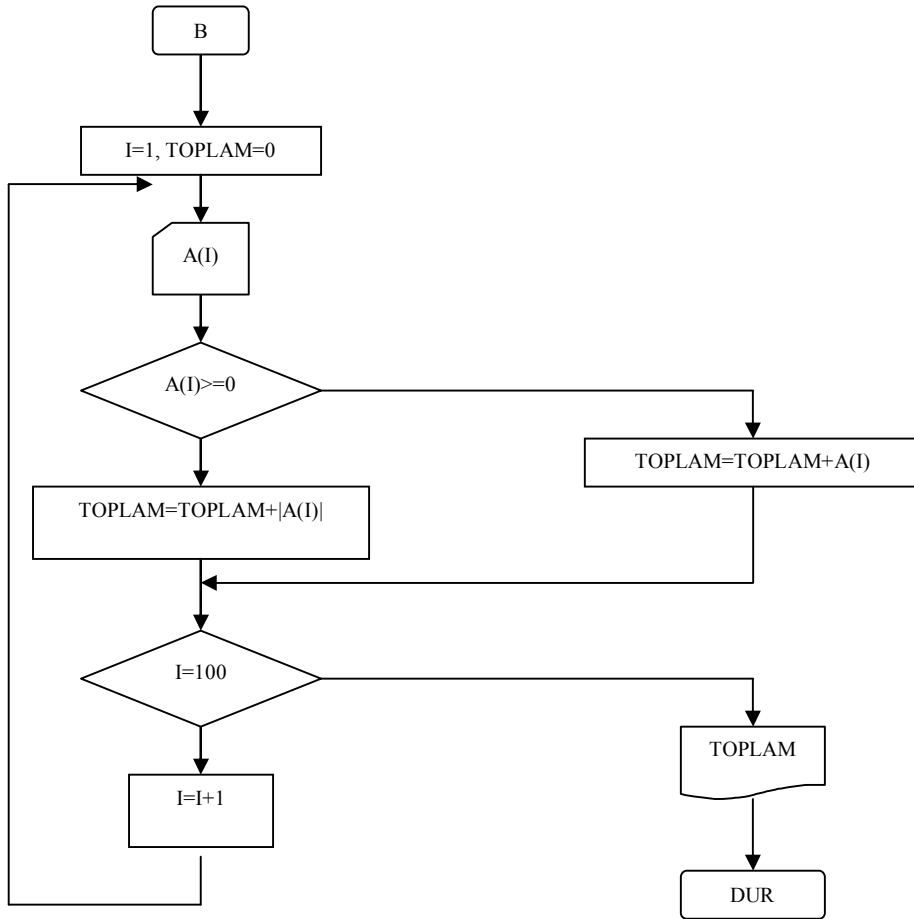 B
I=1, TOPLAM=0
A(I)
A(I)>=0
TOPLAM=TOPLAM+A(I)
TOPLAM=TOPLAM+|A(I)|
I=100
TOPLAM
I=I+1
DUR